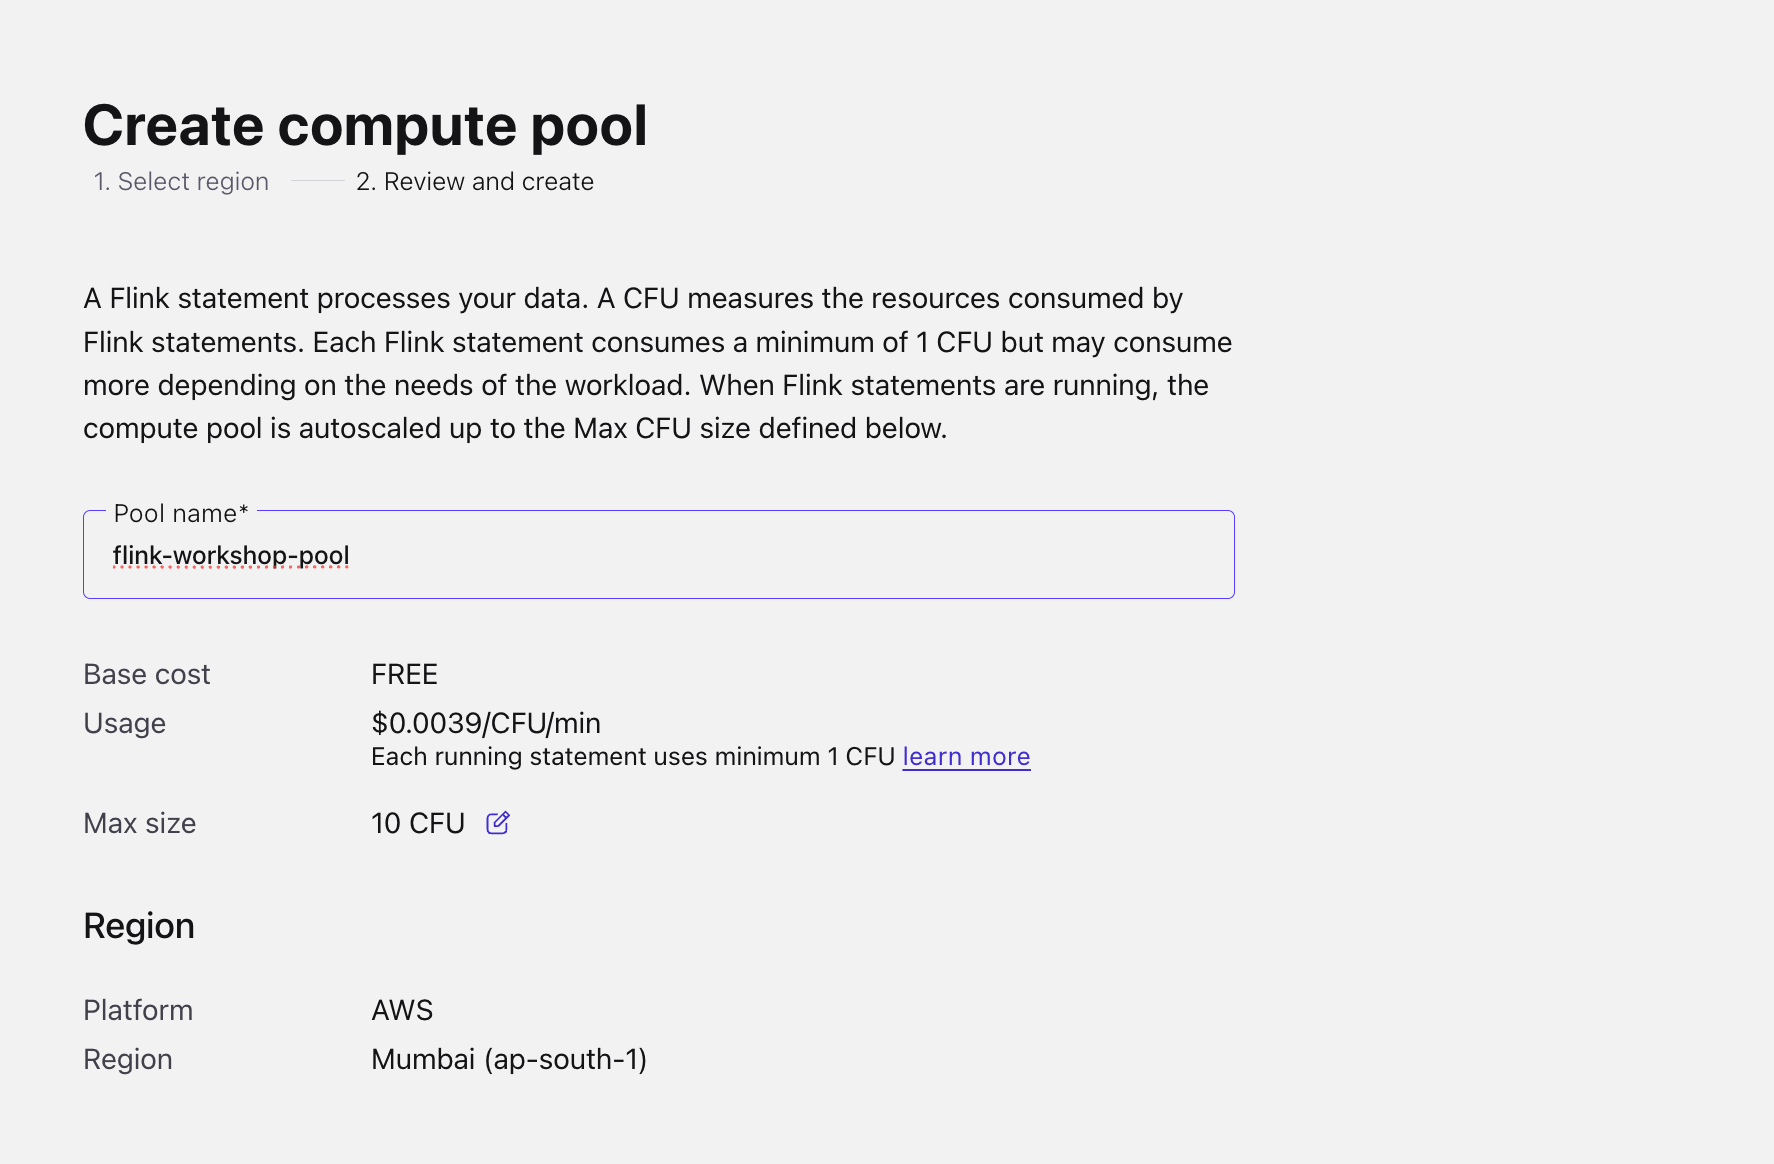 Create compute pool
1. Select region 2. Review and create
A Flink statement processes your data. A CFU measures the resources consumed by
Flink statements. Each Flink statement consumes a minimum of 1 CFU but may consume
more depending on the needs of the workload. When Flink statements are running, the
compute pool is autoscaled up to the Max CFU size defined below.
Pool name*
flink-workshop-pool
Base cost FREE
Usage $0.0039/CFU/min
Each running statement uses minimum 1 CFU learn more
Max size 10 CFU
Region
Platform AWS
Region Mumbai (ap-south-1)